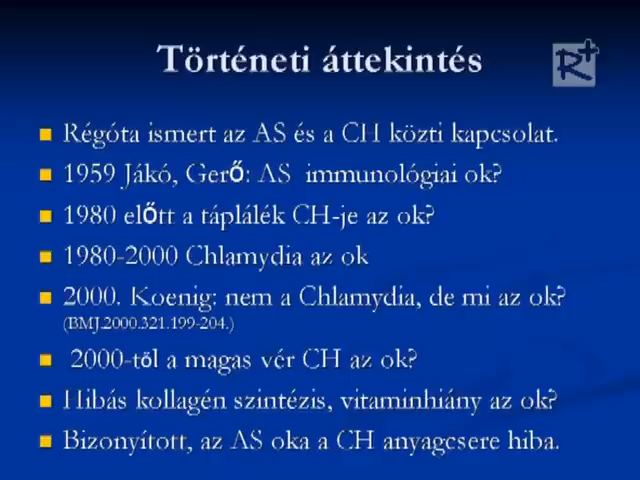 Történeti áttekintés
R+
Régóta ismert az AS és a CH közti kapcsolat.
1959 Jákó, Gerő: AS immunológiai ok?
1980 előtt a táplálék CH-je az ok?
1980-2000 Chlamydia az ok
2000. Koenig: nem a Chlamydia, de mi az ok?
(BMJ.2000.321.199-204.)
2000-től a magas vér CH az ok?
Hibás kollagén szintézis, vitaminhiány az ok?
Bizonyított, az AS oka a CH anyagcsere hiba.